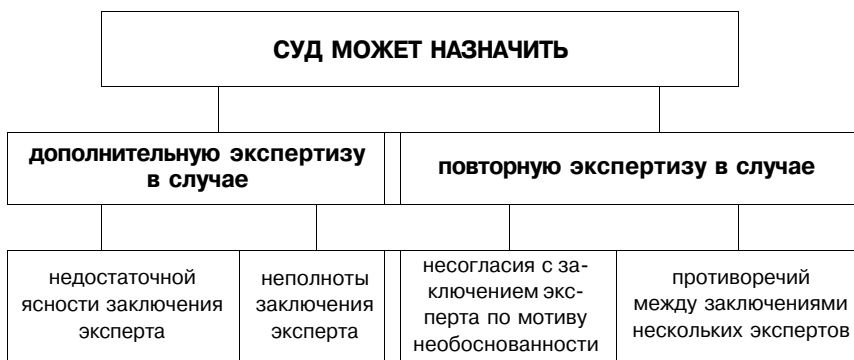 СУД МОЖЕТ НАЗНАЧИТЬ
дополнительную экспертизу
в случае
повторную экспертизу в случае
недостаточной
ясности заключения
эксперта
неполноты
заключения
эксперта
несогласия с за-
ключением экс-
перта по мотиву
необоснованности
противоречий
между заключениями
нескольких экспертов